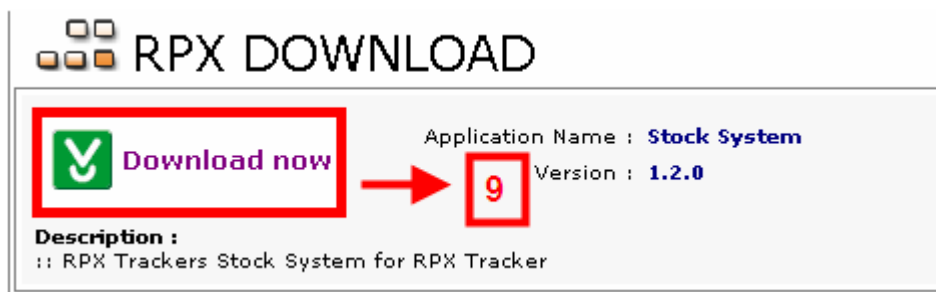 RPX DOWNLOAD
Download now
Application Name : Stock System
9
Version : 1.2.0
Description :
:: RPX Trackers Stock System for RPX Tracker